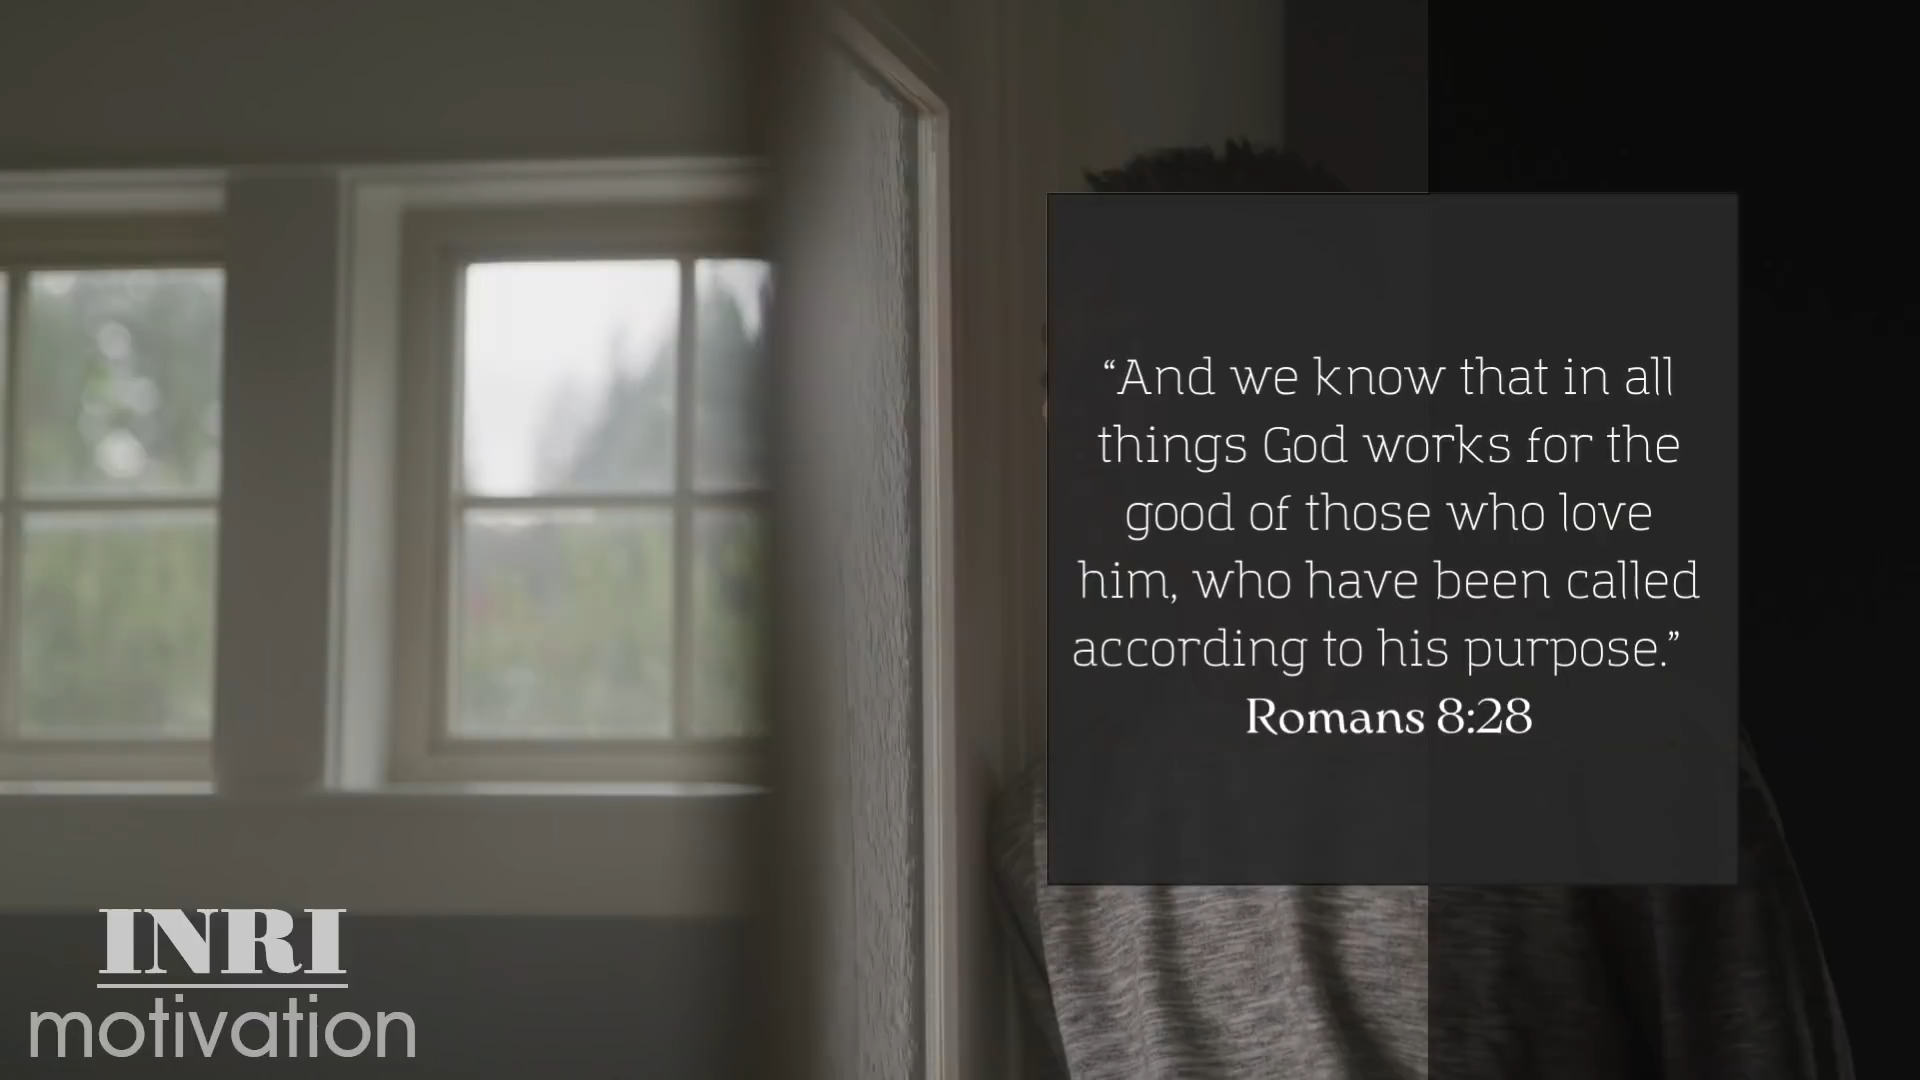 “And we know that in all
things God works for the
good of those who love
him, who have been called
according to his purpose.”
Romans 8:28
INRI
motivation